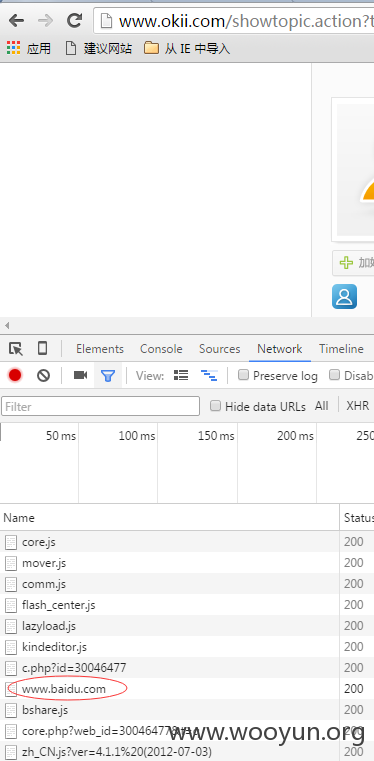 www.okii.com/showtopic.action?t
应用 建议网站 从 IE 中导入
Elements Console Sources Network Timeline
View: Preserve log Disab
Filter Hide data URLs All XHR
50 ms 100 ms 150 ms 200 ms 250
Name Status
core.js 200
mover.js 200
comm.js 200
flash_center.js 200
lazyload.js 200
kindeditor.js 200
c.php?id=30046477 200
www.baidu.com 200
bshare.js 200
core.php?web_id=30046477& 200
www.wooyun.org
zh_CN.js?ver=4.1.1%20(2012-07-03) 200